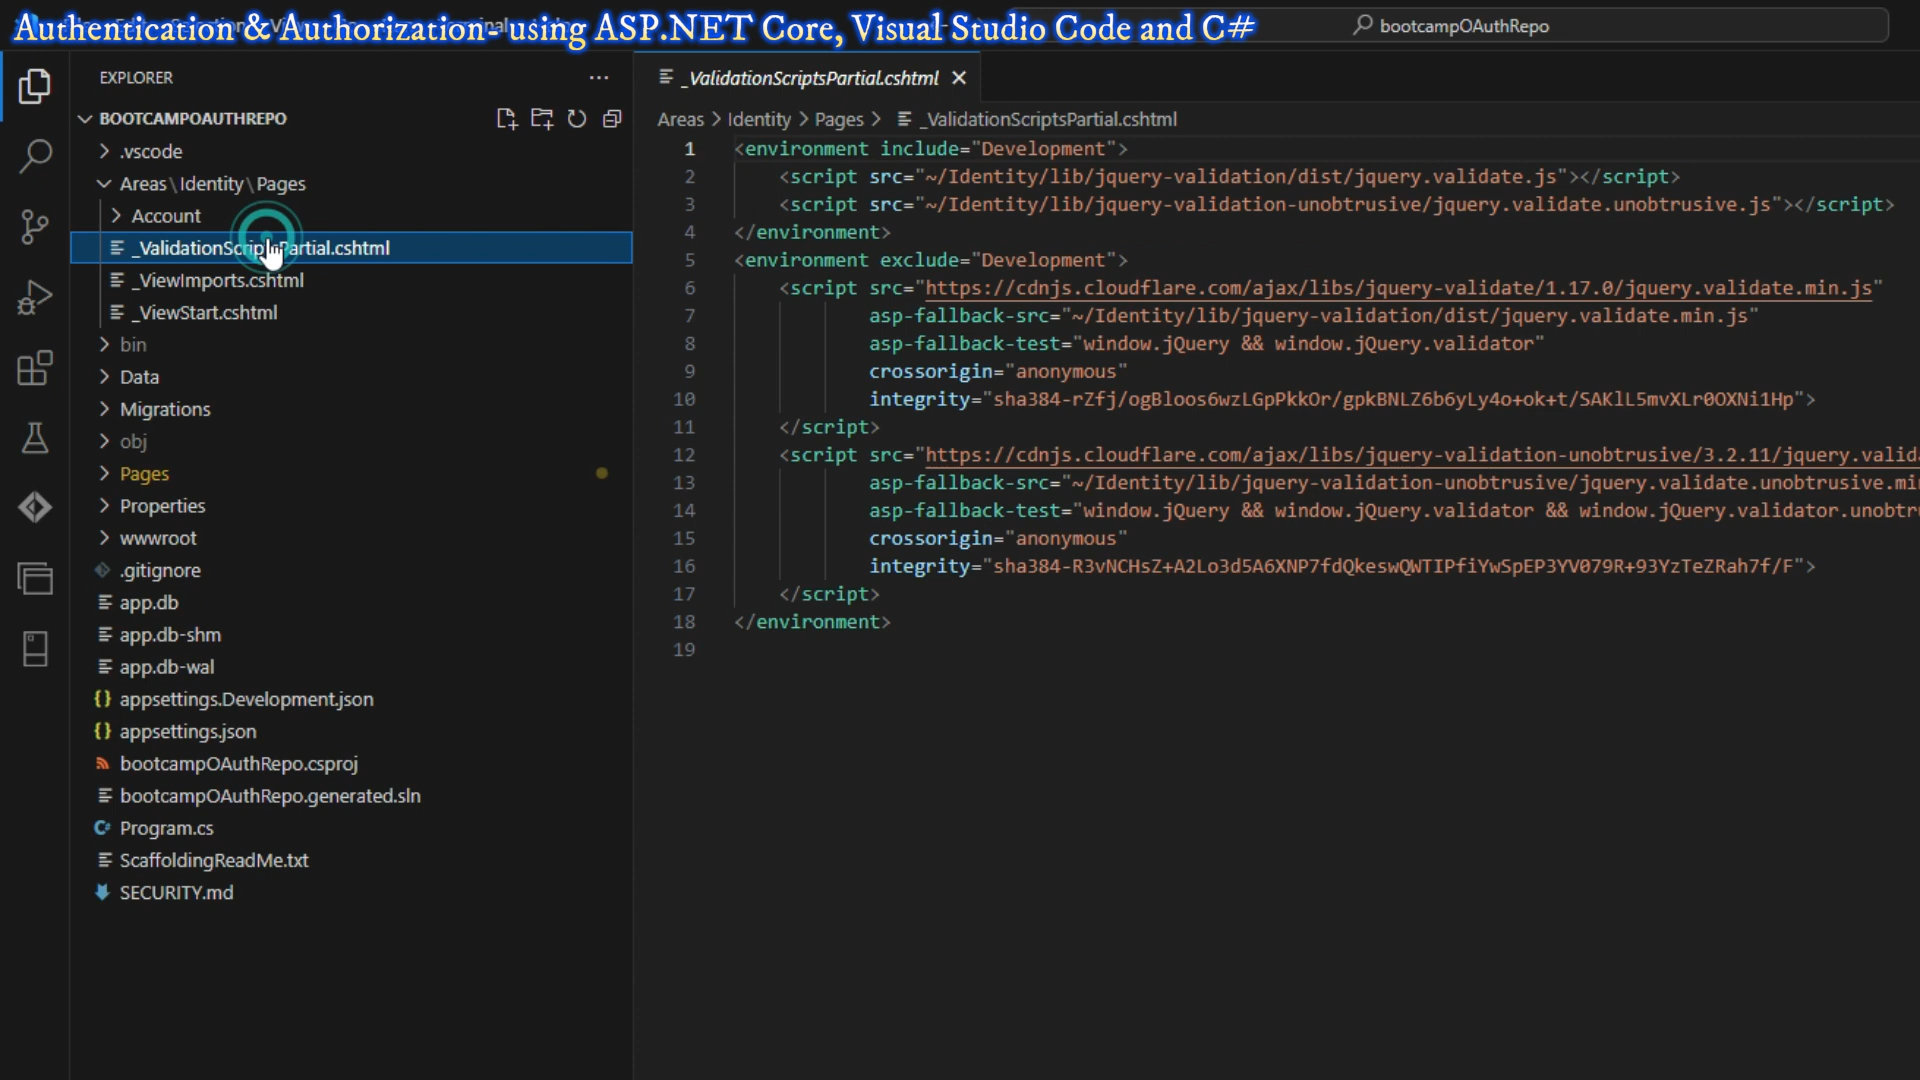 Authentication & Authorization- using ASP.NET Core, Visual Studio Code and C#
bootcampOAuthRepo
EXPLORER
BOOTCAMPOAUTHREPO
.vscode
Areas\Identity\Pages
Account
_ValidationScriptsPartial.cshtml
_ViewImports.cshtml
_ViewStart.cshtml
bin
Data
Migrations
obj
Pages
Properties
wwwroot
.gitignore
app.db
app.db-shm
app.db-wal
appsettings.Development.json
appsettings.json
bootcampOAuthRepo.csproj
bootcampOAuthRepo.generated.sln
Program.cs
ScaffoldingReadMe.txt
SECURITY.md
_ValidationScriptsPartial.cshtml
Areas > Identity > Pages > _ValidationScriptsPartial.cshtml
1 <environment include="Development">
2 <script src="~/Identity/lib/jquery-validation/dist/jquery.validate.js"></script>
3 <script src="~/Identity/lib/jquery-validation-unobtrusive/jquery.validate.unobtrusive.js"></script>
4 </environment>
5 <environment exclude="Development">
6 <script src="https://cdnjs.cloudflare.com/ajax/libs/jquery-validate/1.17.0/jquery.validate.min.js"
7 asp-fallback-src="~/Identity/lib/jquery-validation/dist/jquery.validate.min.js"
8 asp-fallback-test="window.jQuery && window.jQuery.validator"
9 crossorigin="anonymous"
10 integrity="sha384-rZfj/ogBloos6wzLGpPkkOr/gpkBNLZ6b6yLy4o+ok+t/SAKlL5mvXLr0OXNi1Hp">
11 </script>
12 <script src="https://cdnjs.cloudflare.com/ajax/libs/jquery-validation-unobtrusive/3.2.11/jquery.valid
13 asp-fallback-src="~/Identity/lib/jquery-validation-unobtrusive/jquery.validate.unobtrusive.mi
14 asp-fallback-test="window.jQuery && window.jQuery.validator && window.jQuery.validator.unobtr
15 crossorigin="anonymous"
16 integrity="sha384-R3vNCHsZ+A2Lo3d5A6XNP7fdQkeswQWTIPfiYwSpEP3YV079R+93YzTeZRah7f/F">
17 </script>
18 </environment>
19